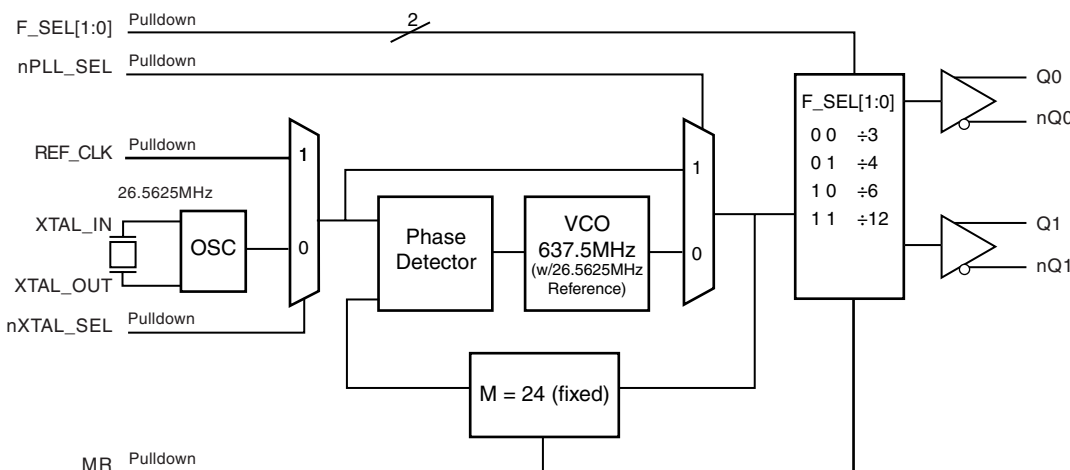 F_SEL[1:0] Pulldown
2
nPLL_SEL Pulldown
REF_CLK Pulldown
26.5625MHz
XTAL_IN
OSC
XTAL_OUT
nXTAL_SEL Pulldown
1
0
Phase
Detector
VCO
637.5MHz
(w/26.5625MHz
Reference)
1
0
M = 24 (fixed)
F_SEL[1:0]
0 0 ÷3
0 1 ÷4
1 0 ÷6
1 1 ÷12
Q0
nQ0
Q1
nQ1
MR Pulldown